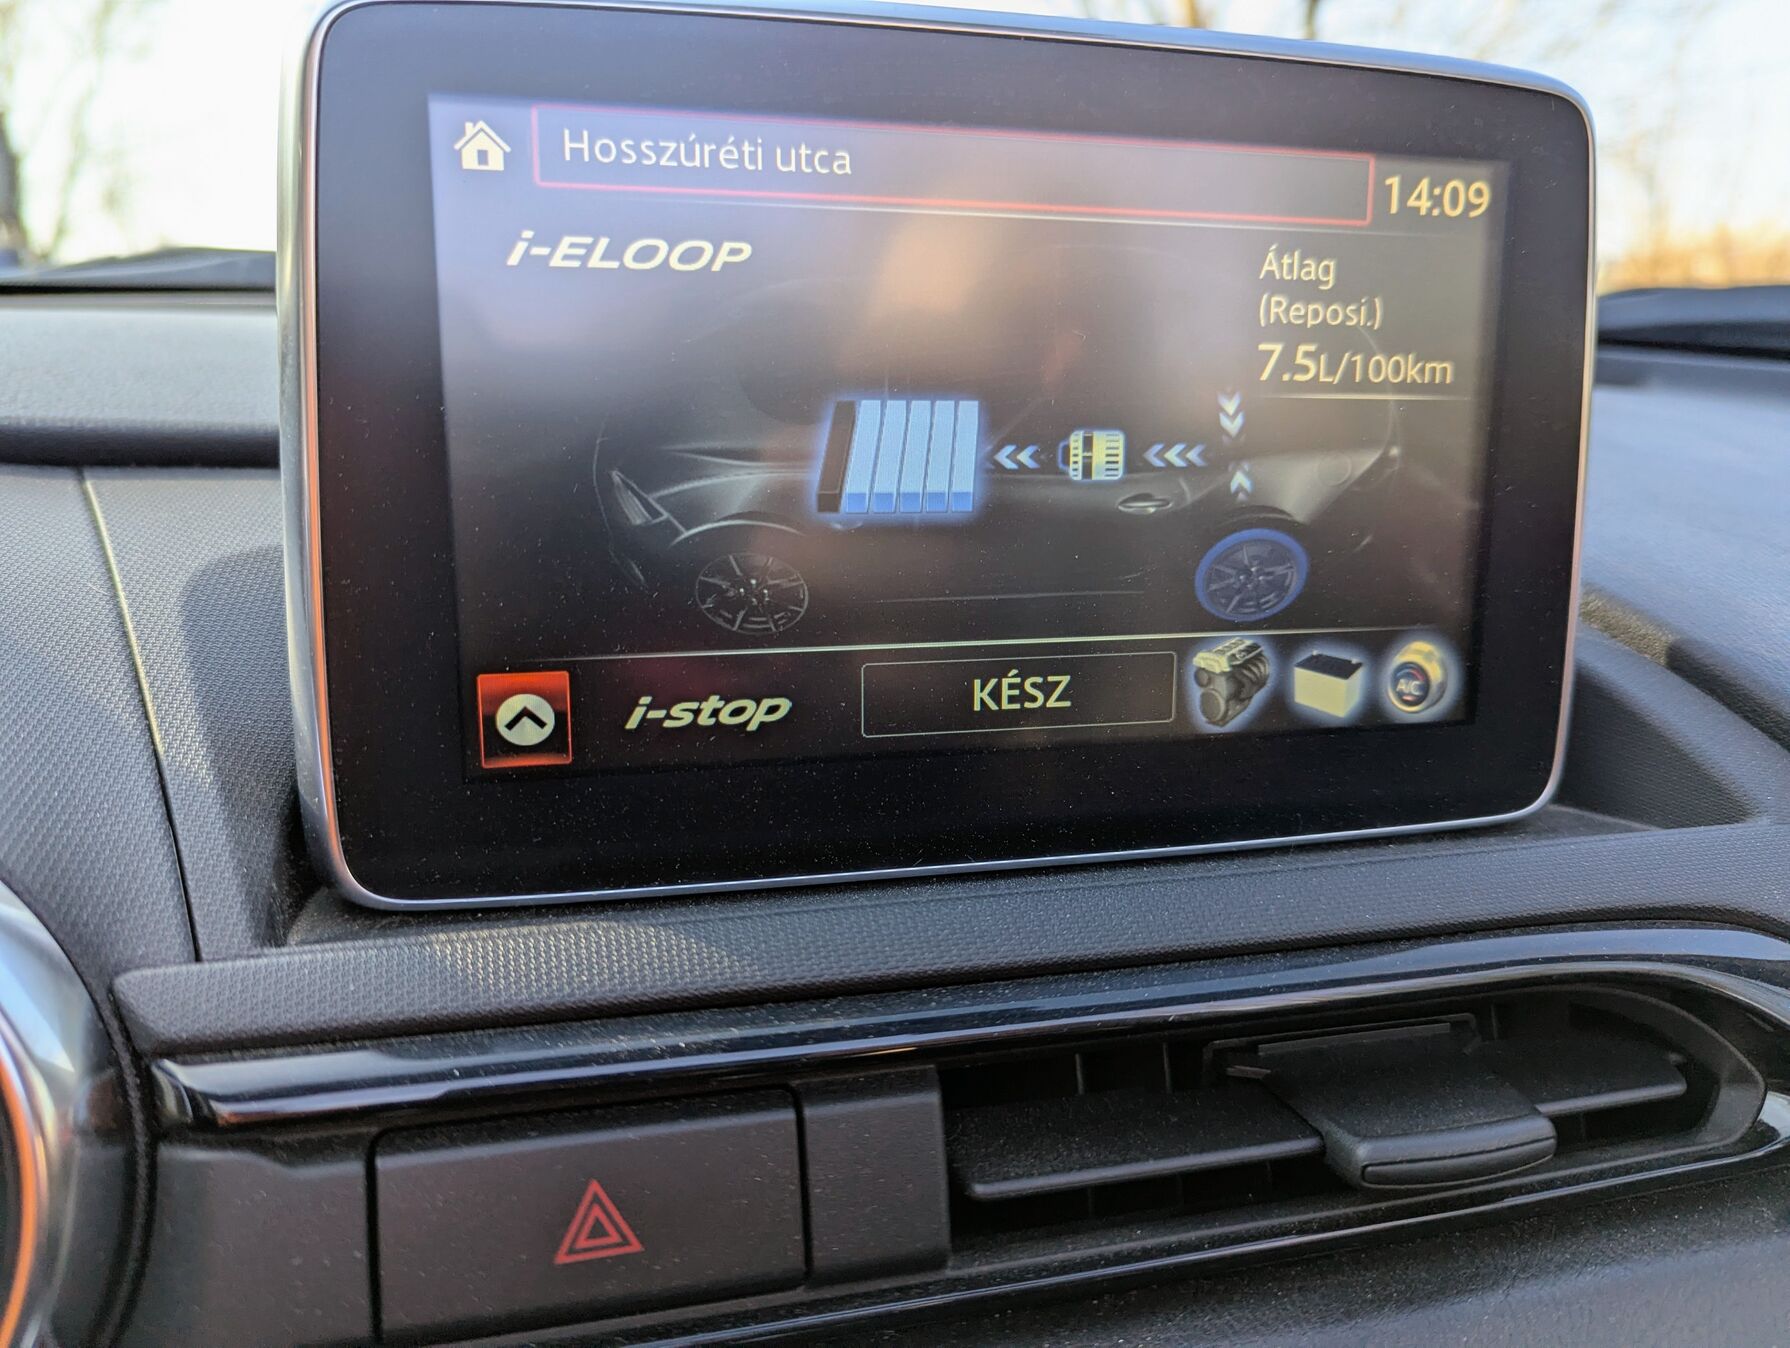 Hosszúréti utca
14:09
i-ELOOP
Átlag
(Reposi.)
7.5L/100km
i-stop
KÉSZ
A/C